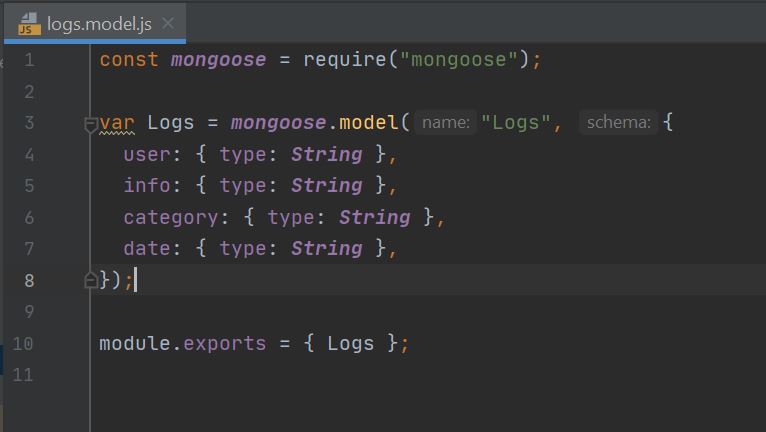 JS logs.model.js ×
1 const mongoose = require("mongoose");
2
3 var Logs = mongoose.model( name: "Logs", schema: {
4   user: { type: String },
5   info: { type: String },
6   category: { type: String },
7   date: { type: String },
8 });
9
10 module.exports = { Logs };
11